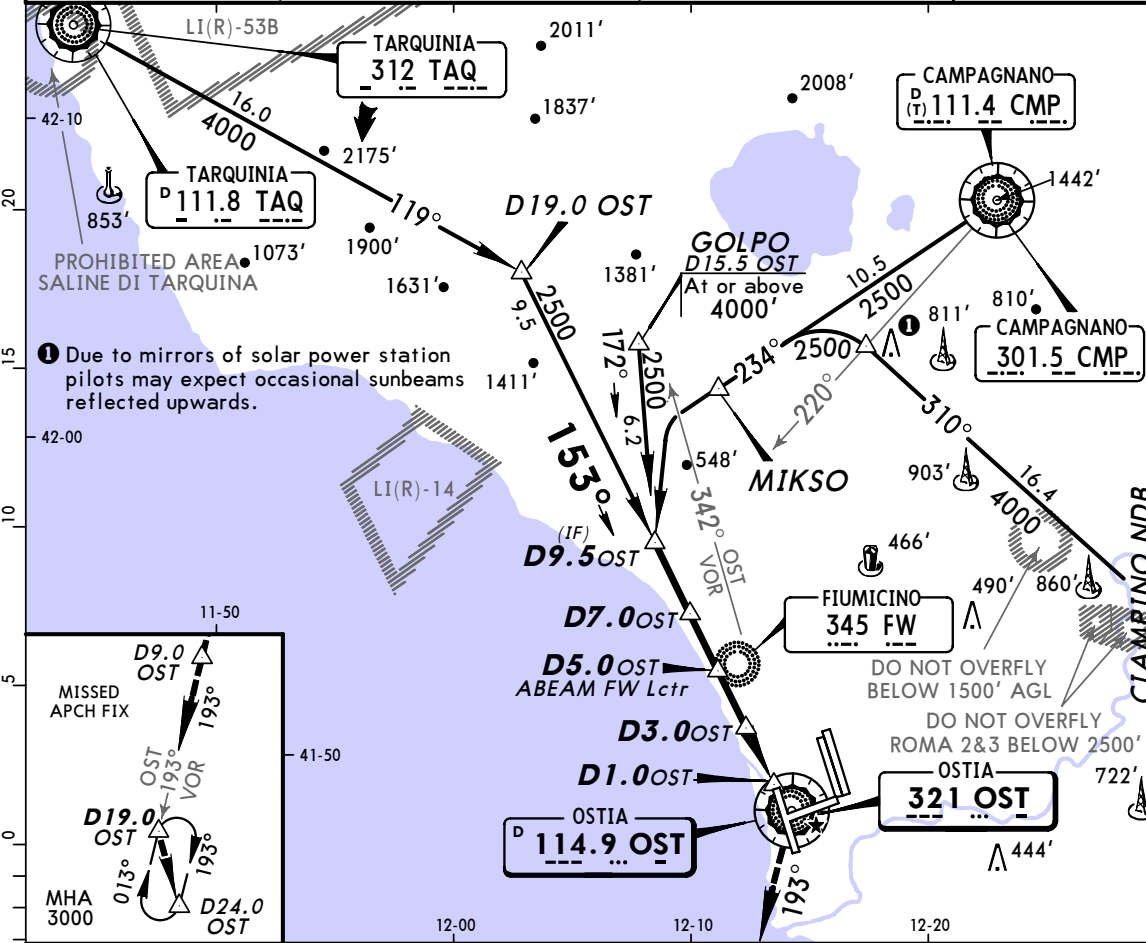 LI(R)-53B
TARQUINIA
312 TAQ
2011'
1837'
2008'
CAMPAGNANO
D
(T) 111.4 CMP
42-10
16.0
4000
2175'
TARQUINIA
D 111.8 TAQ
1442'
20
853'
119°
D19.0 OST
1900'
PROHIBITED AREA
SALINE DI TARQUINA
1073'
1631'
GOLPO
D15.5 OST
At or above
4000'
1381'
10.5
2500
810'
811'
CAMPAGNANO
301.5 CMP
15
❶ Due to mirrors of solar power station
pilots may expect occasional sunbeams
reflected upwards.
2500
9.5
1411'
172°
2500
6.2
234°
2500
❶
220°
310°
42-00
153°
548'
MIKSO
903'
16.4
4000
LI(R)-14
342° OST
VOR
10
(IF)
D9.5 OST
466'
490'
860'
CIAMPINO NDB
D7.0 OST
FIUMICINO
345 FW
11-50
D9.0
OST
5
MISSED
APCH FIX
193°
D5.0 OST
ABEAM FW Lctr
DO NOT OVERFLY
BELOW 1500' AGL
DO NOT OVERFLY
ROMA 2&3 BELOW 2500'
D3.0 OST
41-50
OST
193°
VOR
D1.0 OST
OSTIA
321 OST
722'
D19.0
OST
0
OSTIA
D 114.9 OST
193°
013°
444'
MHA
3000
D24.0
OST
193°
12-00
12-10
12-20